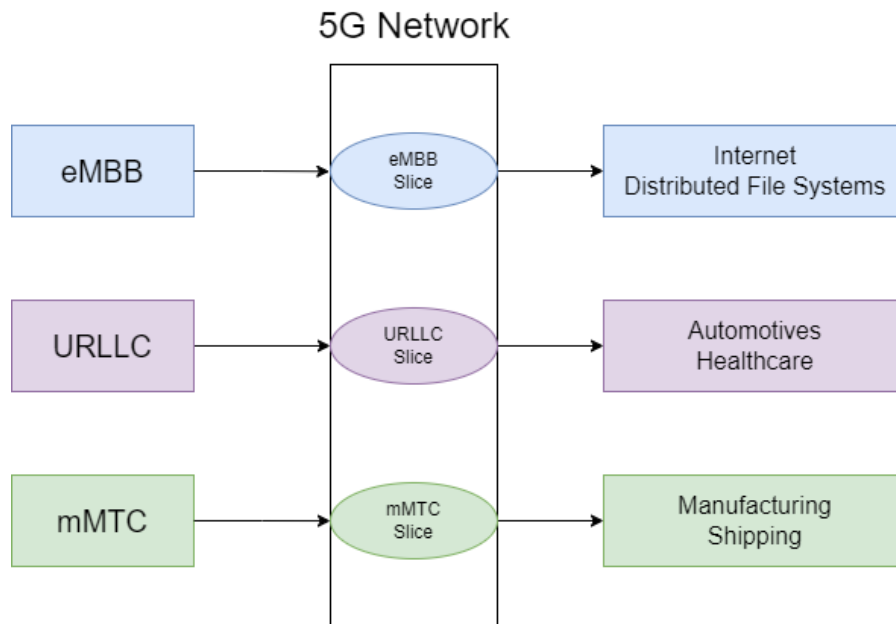 5G Network
eMBB
eMBB
Slice
Internet
Distributed File Systems
URLLC
URLLC
Slice
Automotives
Healthcare
mMTC
mMTC
Slice
Manufacturing
Shipping